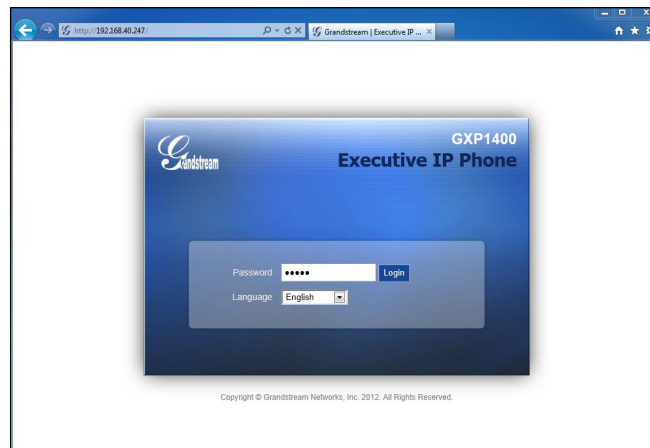 http://192.168.40.247/
Grandstream | Executive IP ...
Grandstream
GXP1400
Executive IP Phone
Password
Login
Language English
Copyright © Grandstream Networks, Inc. 2012. All Rights Reserved.